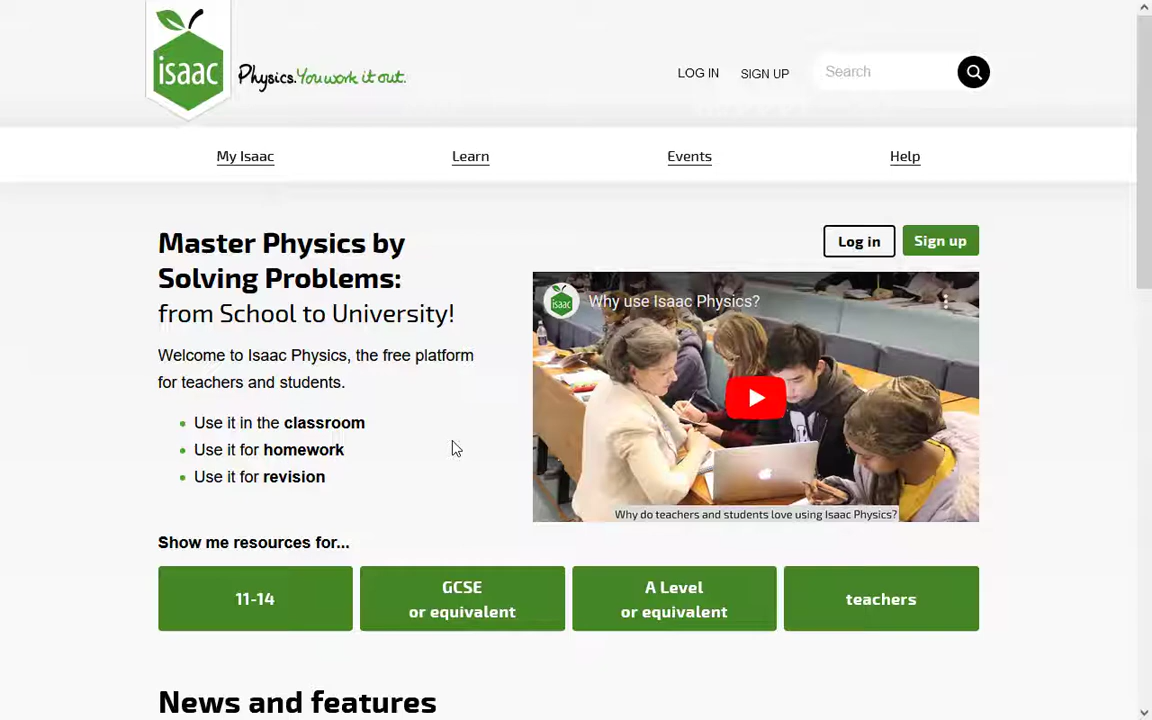 isaac
Physics. You work it out.
LOG IN
SIGN UP
Search
My Isaac
Learn
Events
Help
Master Physics by
Solving Problems:
from School to University!
Welcome to Isaac Physics, the free platform
for teachers and students.
Use it in the classroom
Use it for homework
Use it for revision
Log in
Sign up
isaac
Why use Isaac Physics?
Why do teachers and students love using Isaac Physics?
Show me resources for...
11-14
GCSE
or equivalent
A Level
or equivalent
teachers
News and features